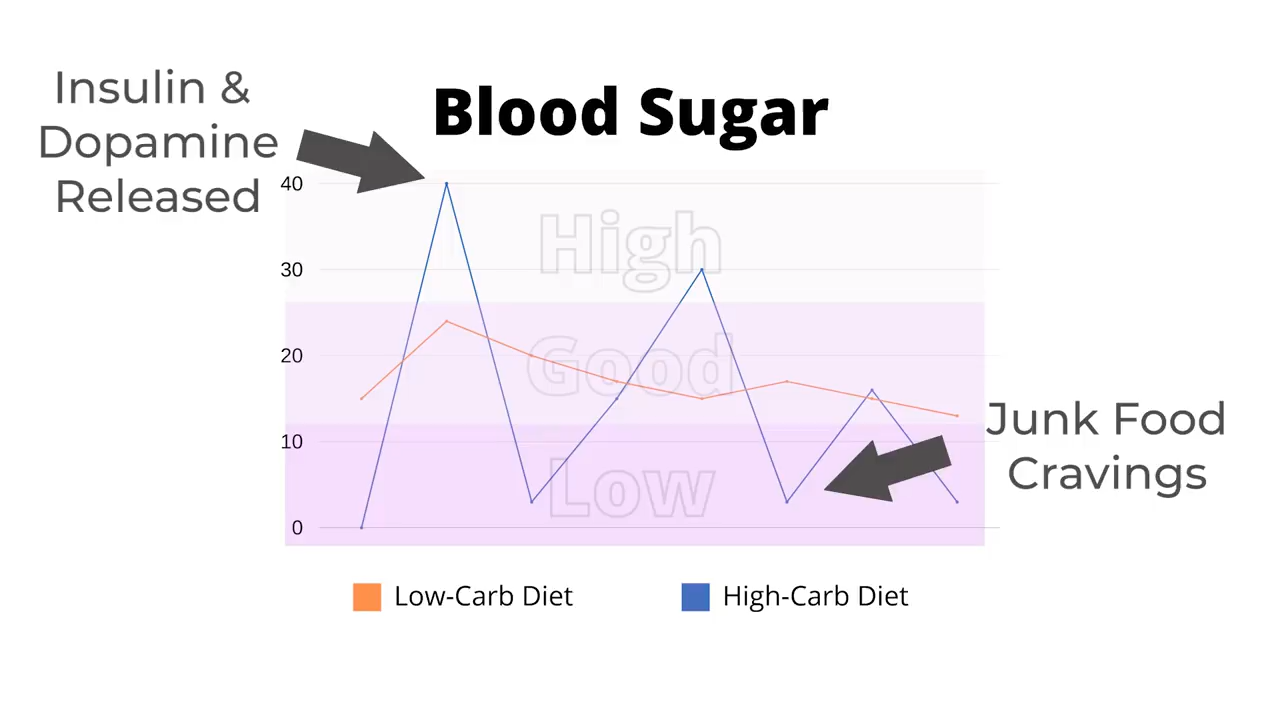 Insulin &
Dopamine
Released
Blood Sugar
40
30
20
10
0
High
Good
Low
Junk Food
Cravings
Low-Carb Diet
High-Carb Diet